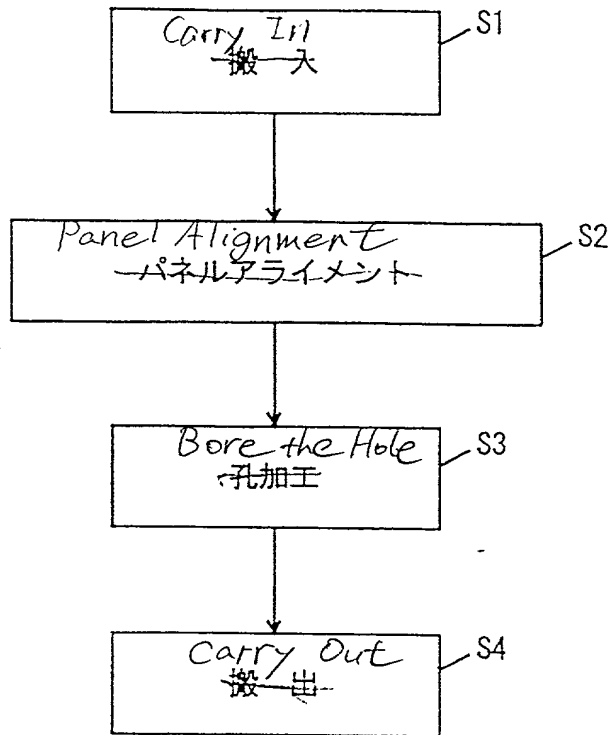 Carry In
搬 入
S1
Panel Alignment
パネルアライメント
S2
Bore the Hole
孔加工
S3
Carry Out
搬 出
S4